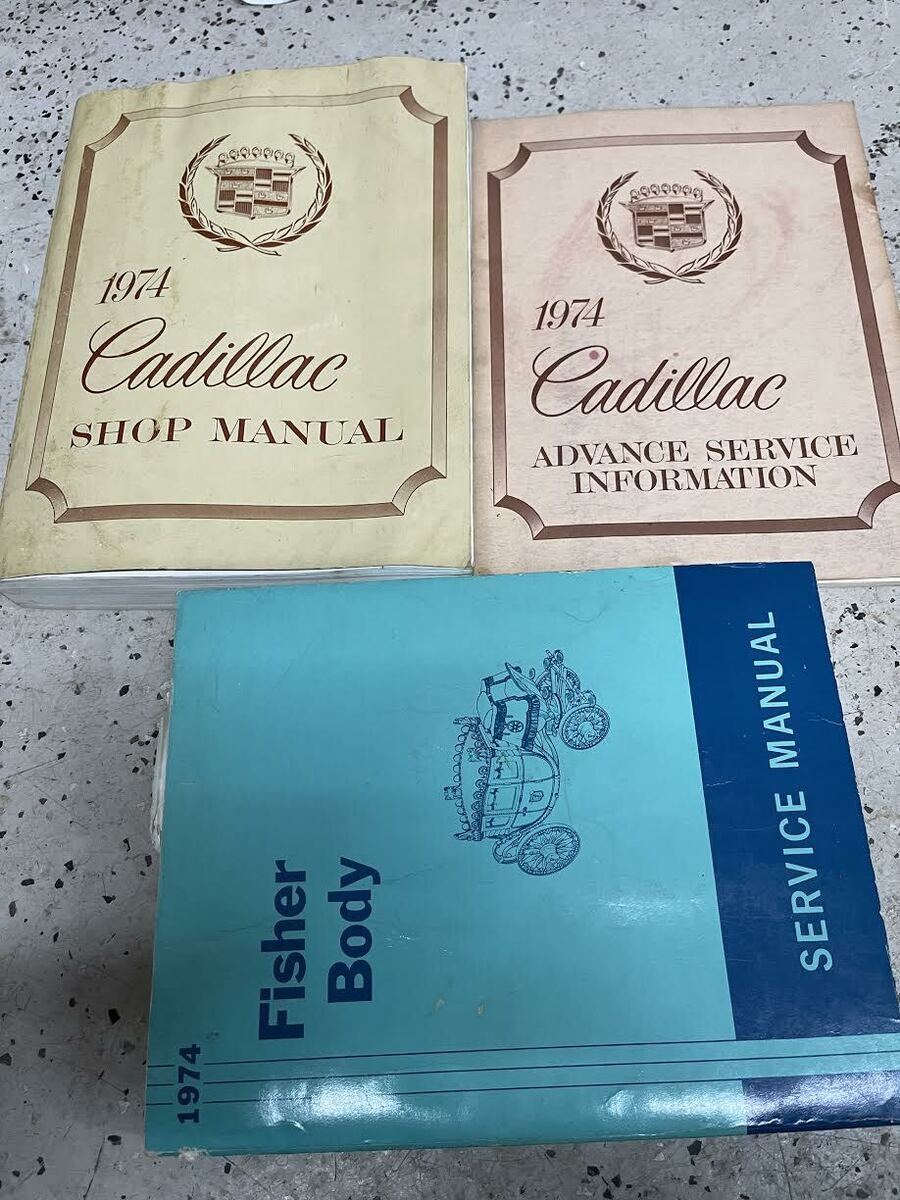 1974
Cadillac
SHOP MANUAL
1974
Cadillac
ADVANCE SERVICE
INFORMATION
1974
Fisher
Body
SERVICE MANUAL